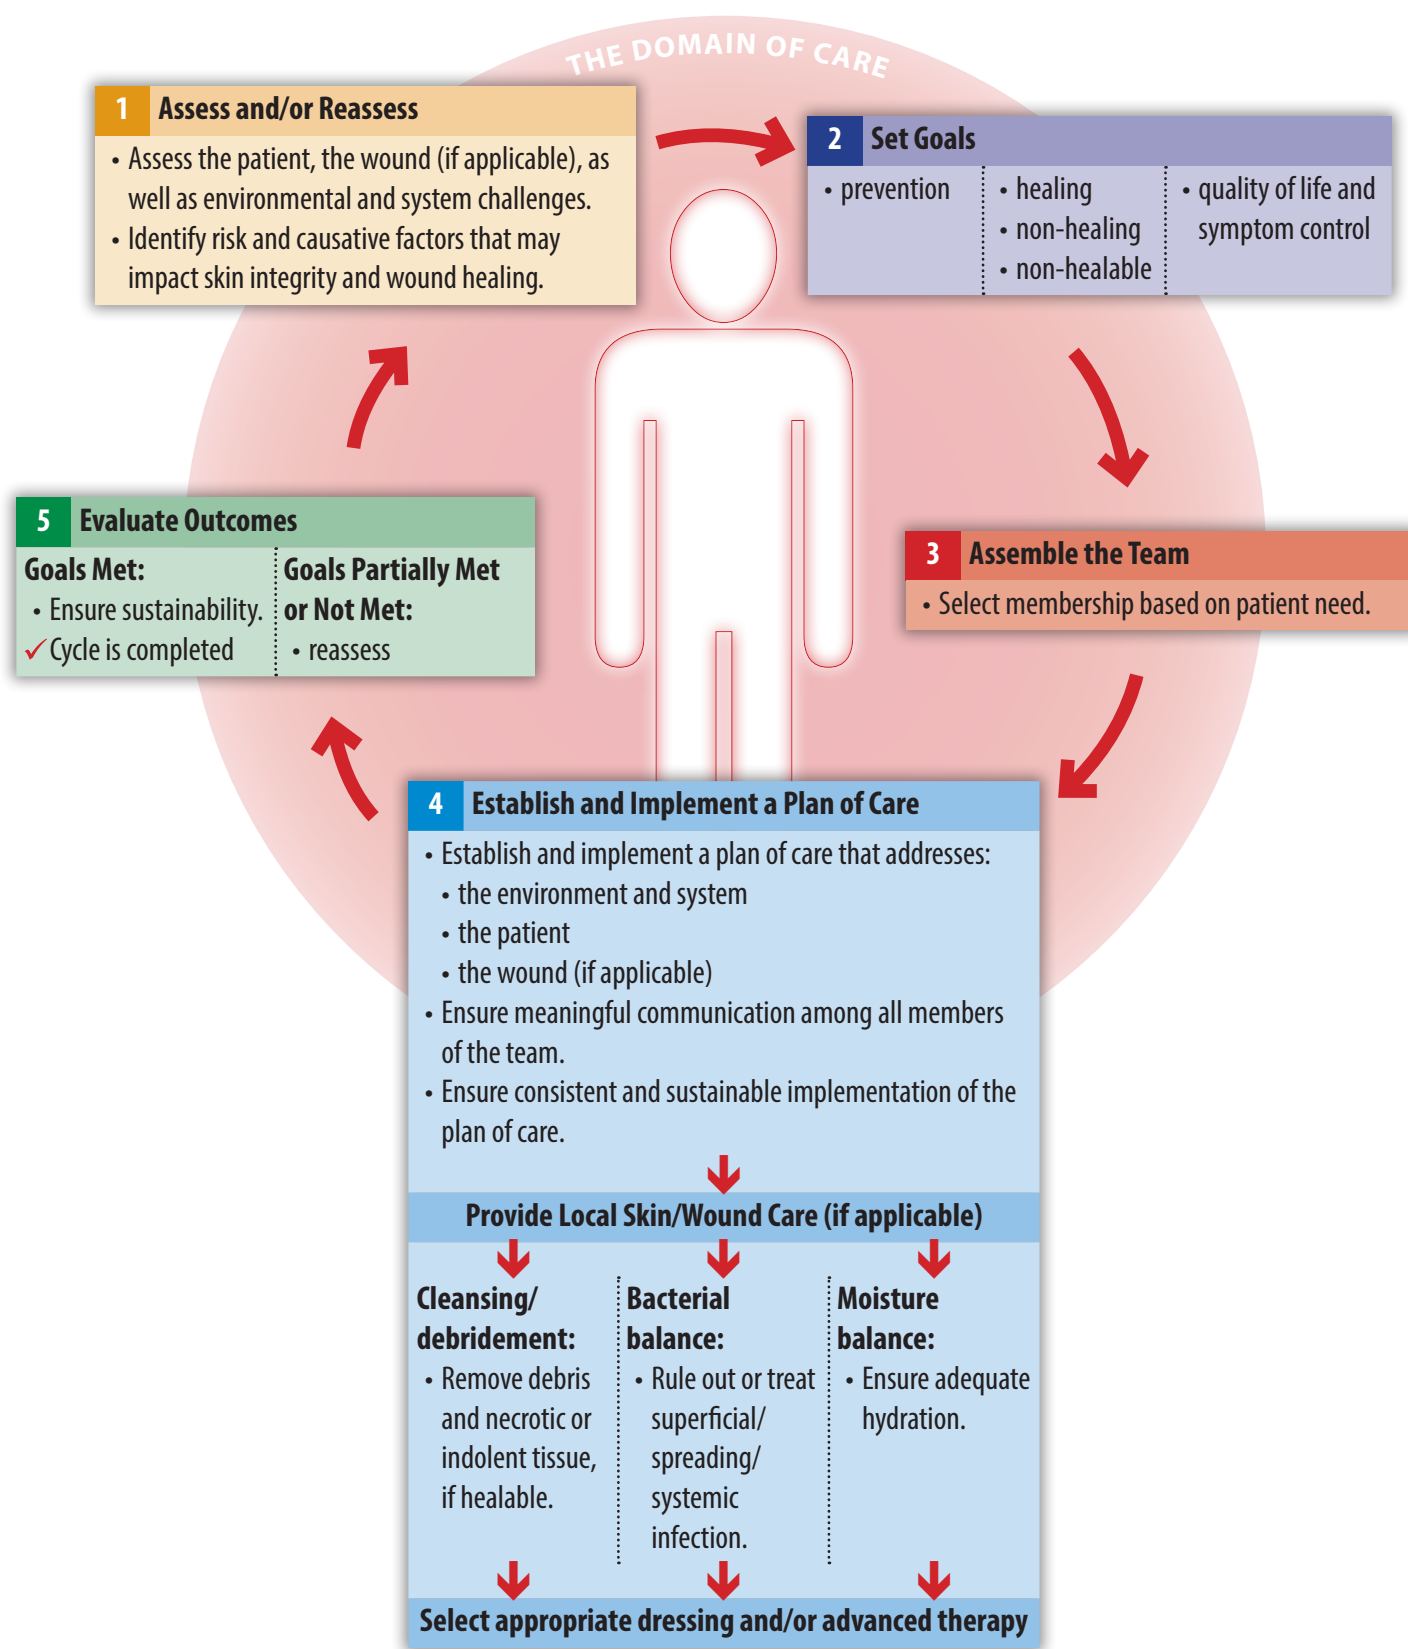 THE DOMAIN OF CARE
1 Assess and/or Reassess
• Assess the patient, the wound (if applicable), as
well as environmental and system challenges.
• Identify risk and causative factors that may
impact skin integrity and wound healing.
2 Set Goals
• prevention
• healing
• non-healing
• non-healable
• quality of life and
symptom control
3 Assemble the Team
• Select membership based on patient need.
4 Establish and Implement a Plan of Care
• Establish and implement a plan of care that addresses:
• the environment and system
• the patient
• the wound (if applicable)
• Ensure meaningful communication among all members
of the team.
• Ensure consistent and sustainable implementation of the
plan of care.
Provide Local Skin/Wound Care (if applicable)
Cleansing/
debridement:
• Remove debris
and necrotic or
indolent tissue,
if healable.
Bacterial
balance:
• Rule out or treat
superficial/
spreading/
systemic
infection.
Moisture
balance:
• Ensure adequate
hydration.
Select appropriate dressing and/or advanced therapy
5 Evaluate Outcomes
Goals Met:
• Ensure sustainability.
✓ Cycle is completed
Goals Partially Met
or Not Met:
• reassess